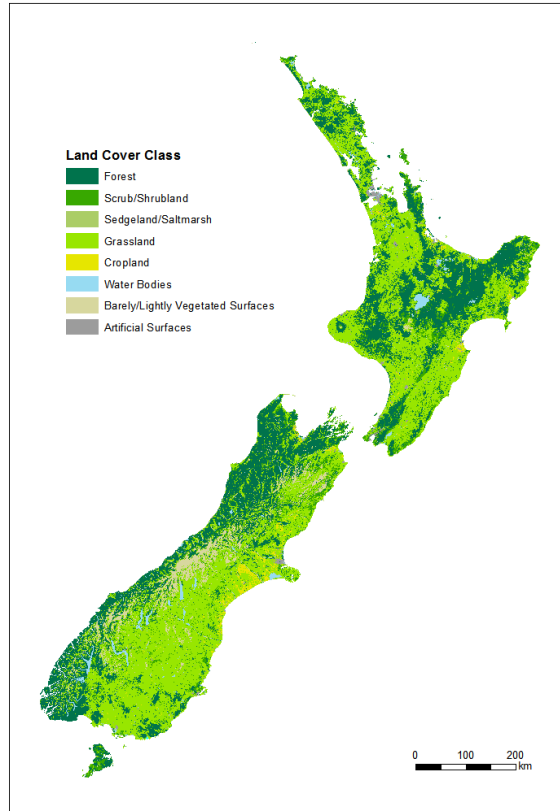 Land Cover Class
Forest
Scrub/Shrubland
Sedgeland/Saltmarsh
Grassland
Cropland
Water Bodies
Barely/Lightly Vegetated Surfaces
Artificial Surfaces
0 100 200
km